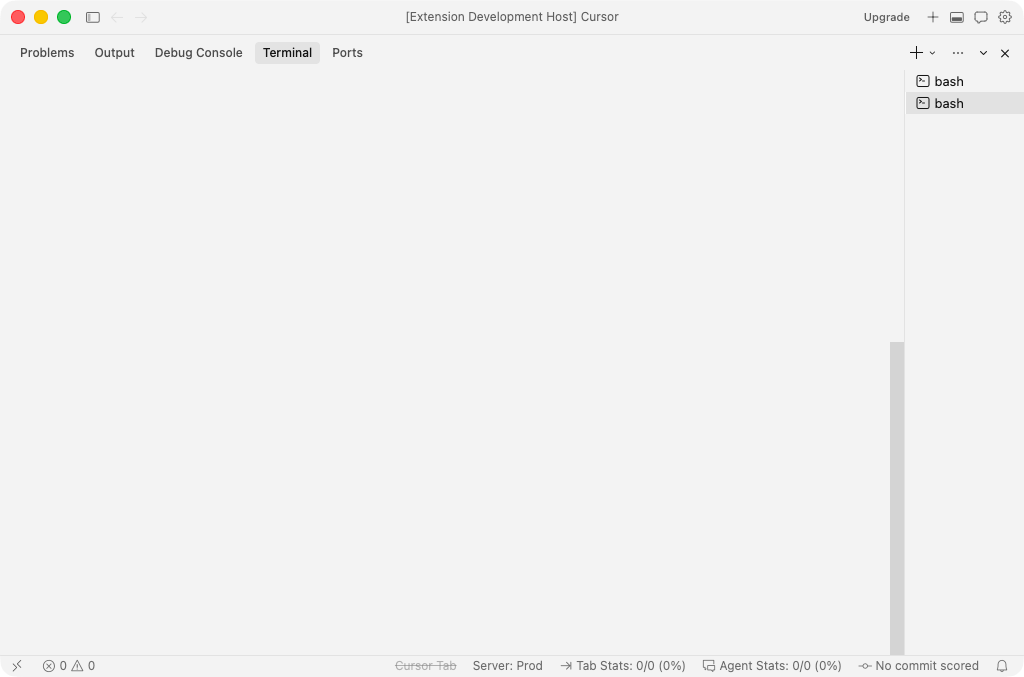 [Extension Development Host] Cursor
Upgrade
Problems Output Debug Console Terminal Ports
bash
bash
0 0 Cursor Tab Server: Prod Tab Stats: 0/0 (0%) Agent Stats: 0/0 (0%) No commit scored